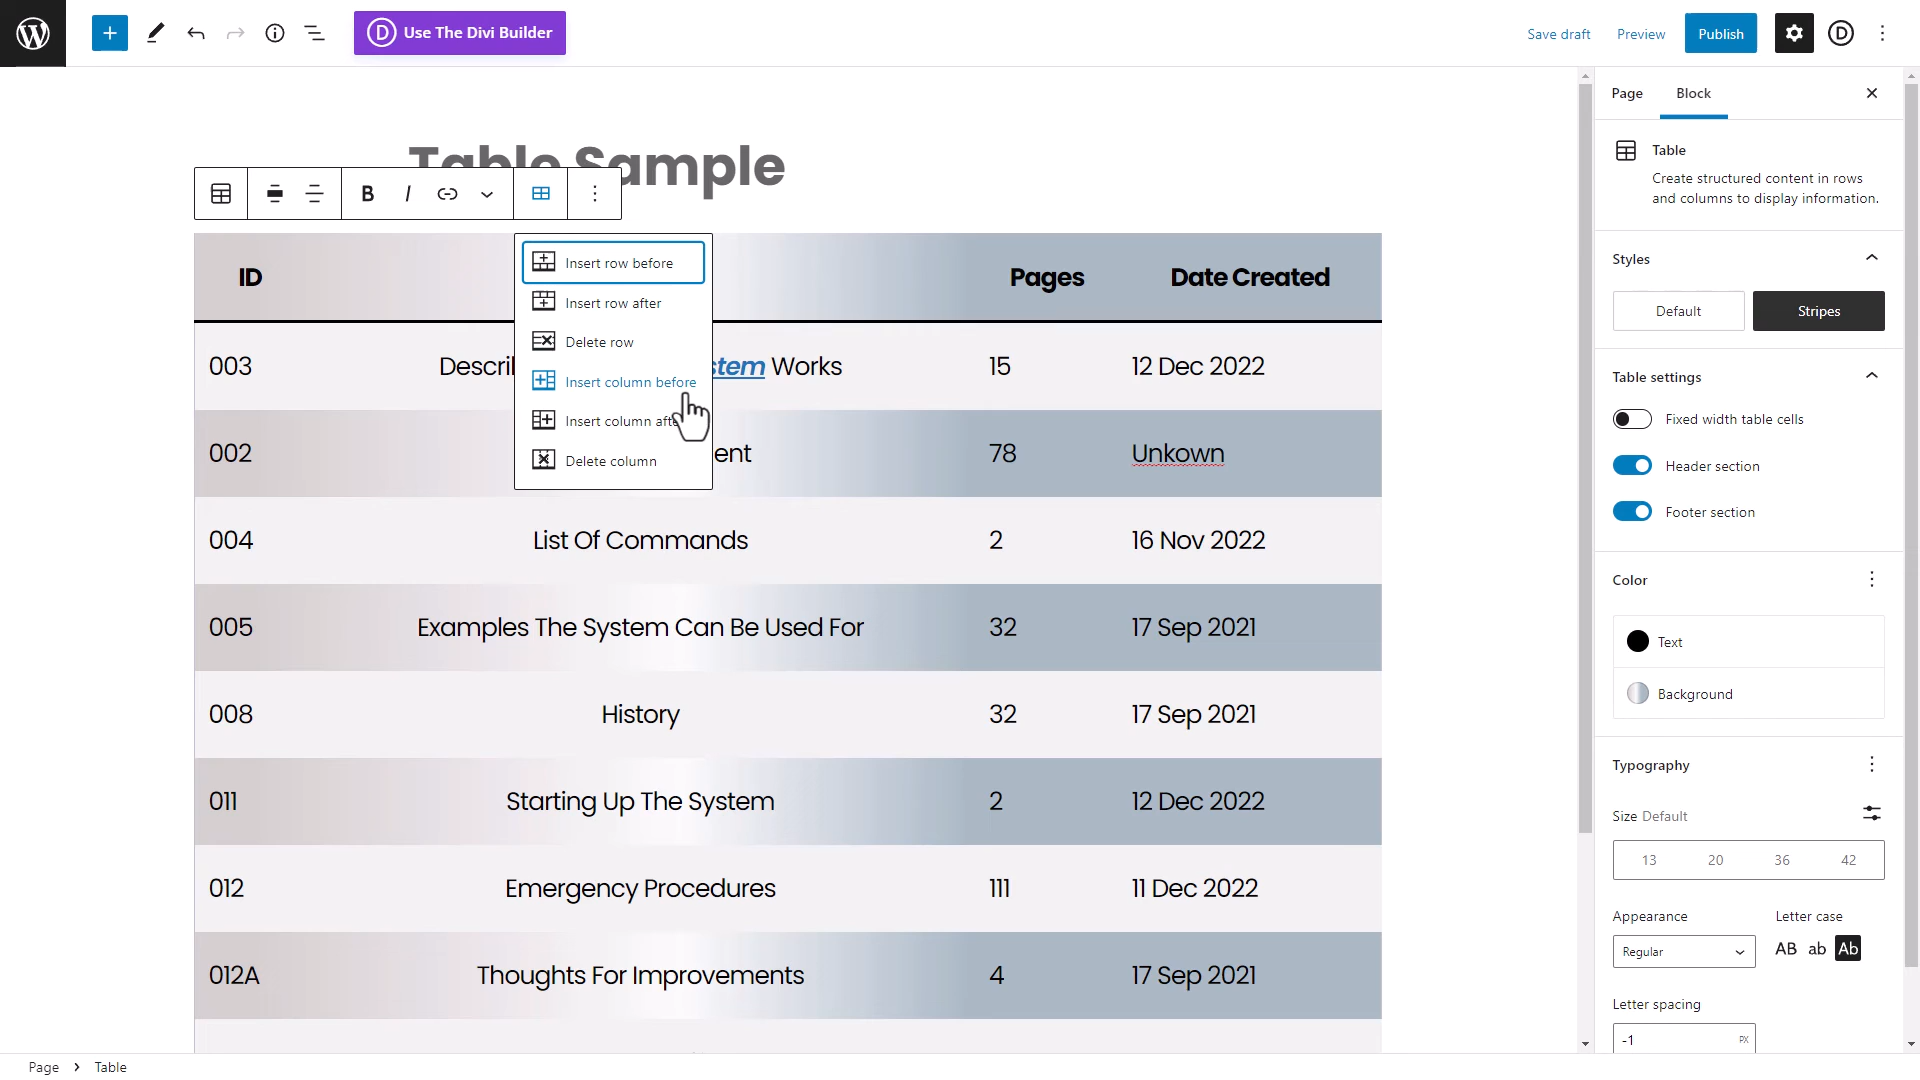 Use The Divi Builder
Save draft
Preview
Publish
Page
Block
Table Sample
Table
Create structured content in rows
and columns to display information.
Styles
Default
Stripes
Table settings
Fixed width table cells
Header section
Footer section
Color
Text
Background
Typography
Size Default
13 20 36 42
Appearance
Letter case
Regular
AB ab Ab
Letter spacing
-1 PX
Insert row before
Insert row after
Delete row
Insert column before
Insert column afte
Delete column
ID Pages Date Created
003 Describ stem Works 15 12 Dec 2022
002 ent 78 Unkown
004 List Of Commands 2 16 Nov 2022
005 Examples The System Can Be Used For 32 17 Sep 2021
008 History 32 17 Sep 2021
011 Starting Up The System 2 12 Dec 2022
012 Emergency Procedures 111 11 Dec 2022
012A Thoughts For Improvements 4 17 Sep 2021
Page > Table